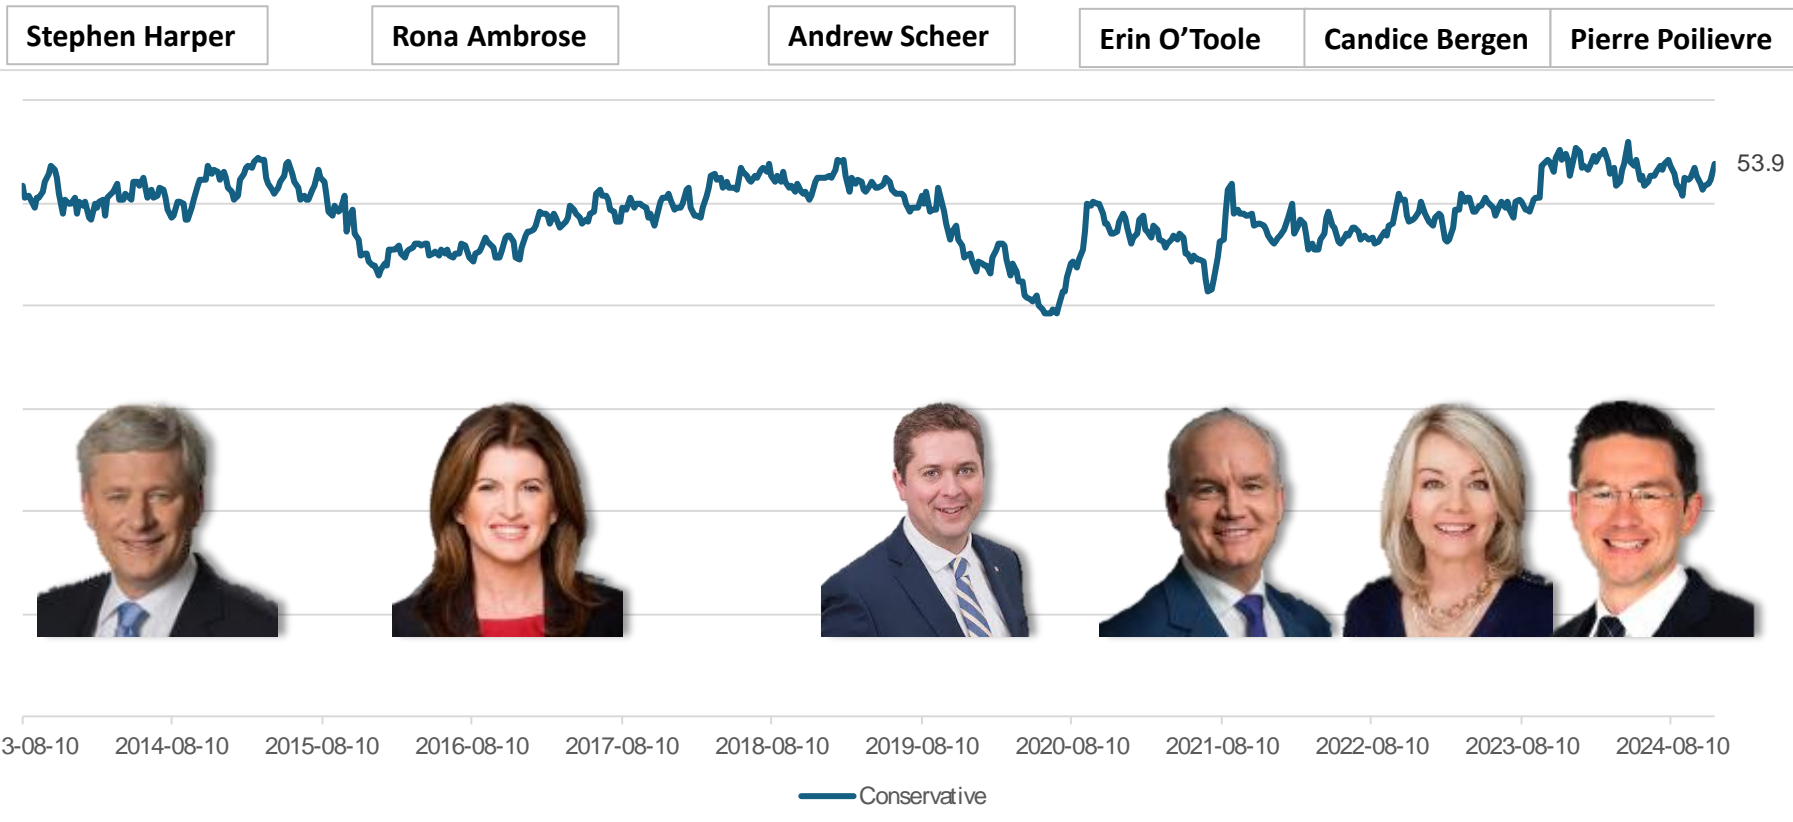 Stephen Harper
Rona Ambrose
Andrew Scheer
Erin O’Toole
Candice Bergen
Pierre Poilievre
53.9
3-08-10
2014-08-10
2015-08-10
2016-08-10
2017-08-10
2018-08-10
2019-08-10
2020-08-10
2021-08-10
2022-08-10
2023-08-10
2024-08-10
Conservative